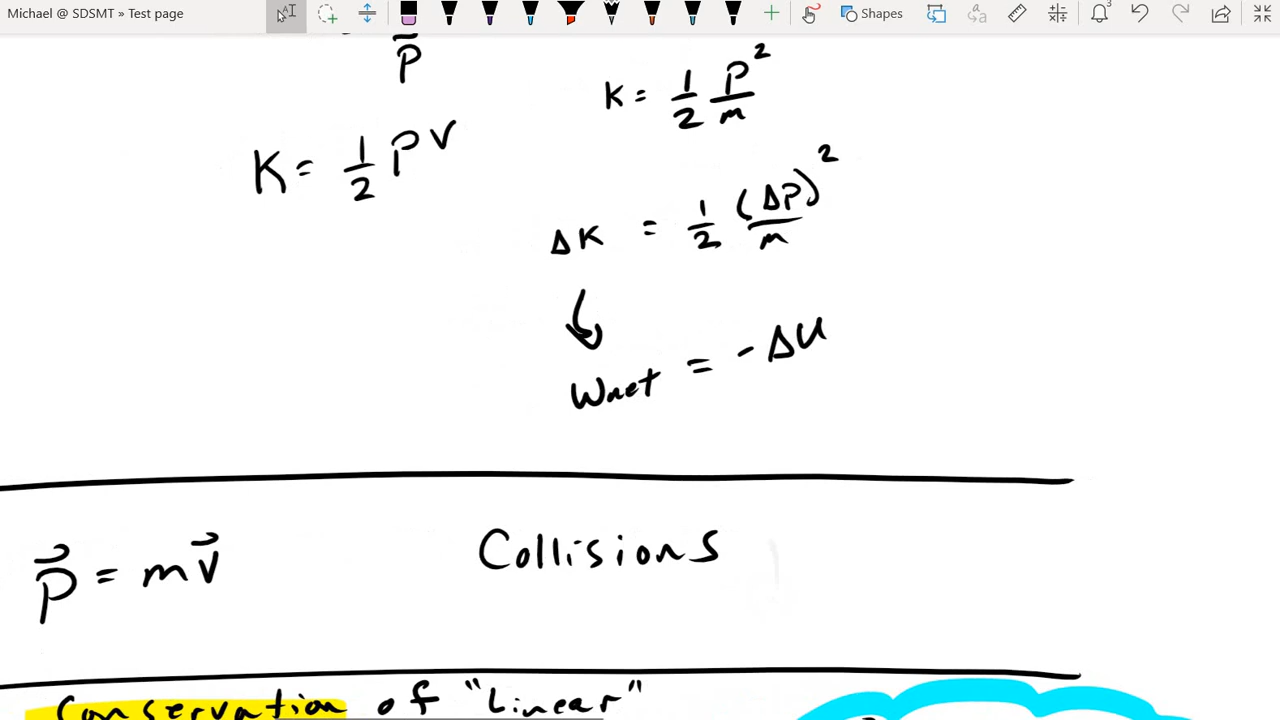 Michael @ SDSMT » Test page
Shapes
3
p⃗
K = 1/2 p²/m
K = 1/2 PV
ΔK = 1/2 (ΔP)²/m
Wnet = -ΔU
p⃗ = mv⃗
Collisions
Conservation of "Linear"